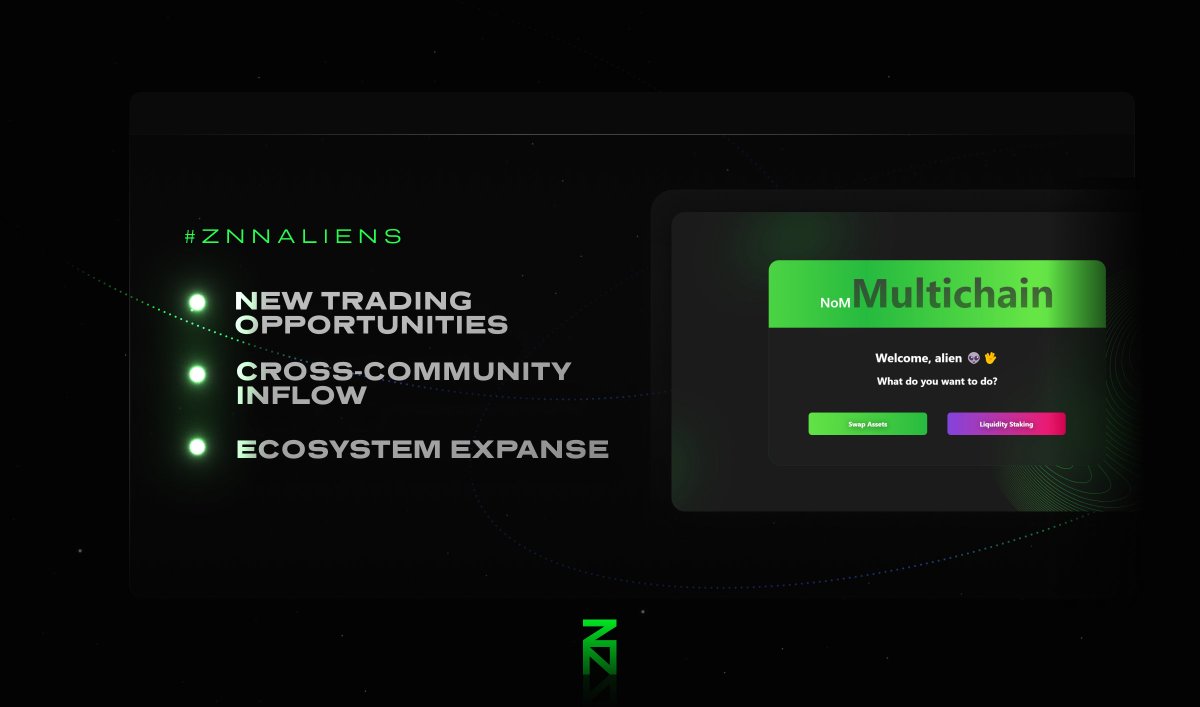 #ZNNALIENS
NEW TRADING
OPPORTUNITIES
CROSS-COMMUNITY
INFLOW
ECOSYSTEM EXPANSE
NoM Multichain
Welcome, alien 👽🖖
What do you want to do?
Swap Assets
Liquidity Staking